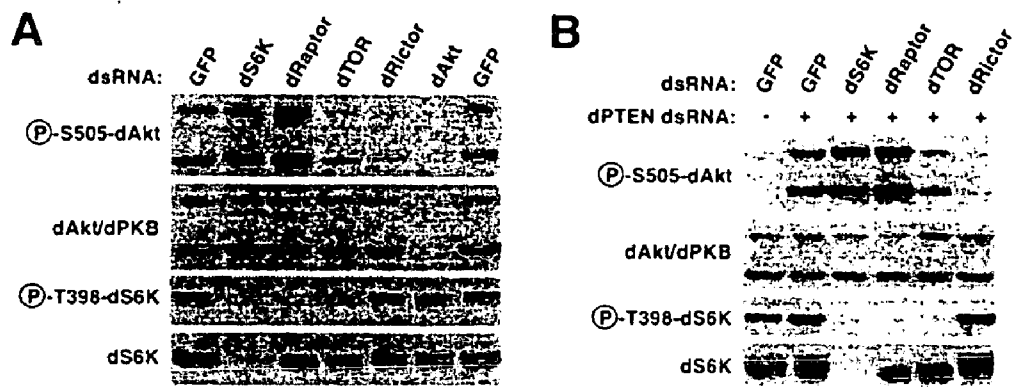 A
dsRNA: GFP dS6K dRaptor dTOR dRictor dAkt GFP
Ⓟ-S505-dAkt
dAkt/dPKB
Ⓟ-T398-dS6K
dS6K
B
dsRNA: GFP GFP dS6K dRaptor dTOR dRictor
dPTEN dsRNA: - + + + + +
Ⓟ-S505-dAkt
dAkt/dPKB
Ⓟ-T398-dS6K
dS6K